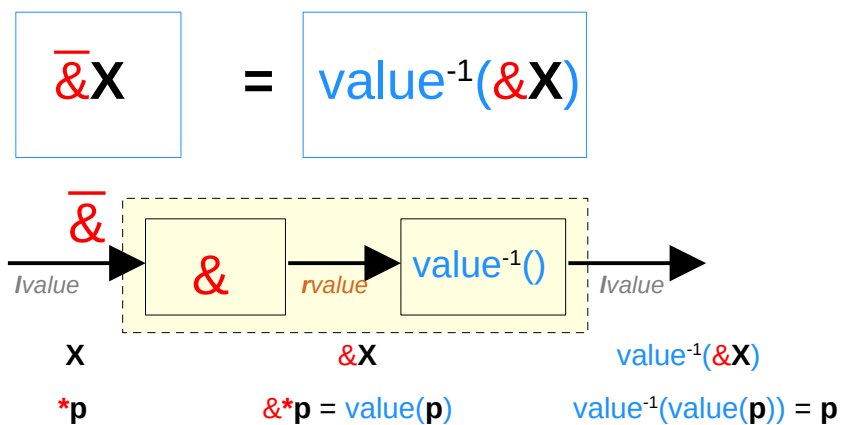 &̅X = value⁻¹(&X)
&̅
& value⁻¹()
lvalue rvalue lvalue
X &X value⁻¹(&X)
*p &*p = value(p) value⁻¹(value(p)) = p